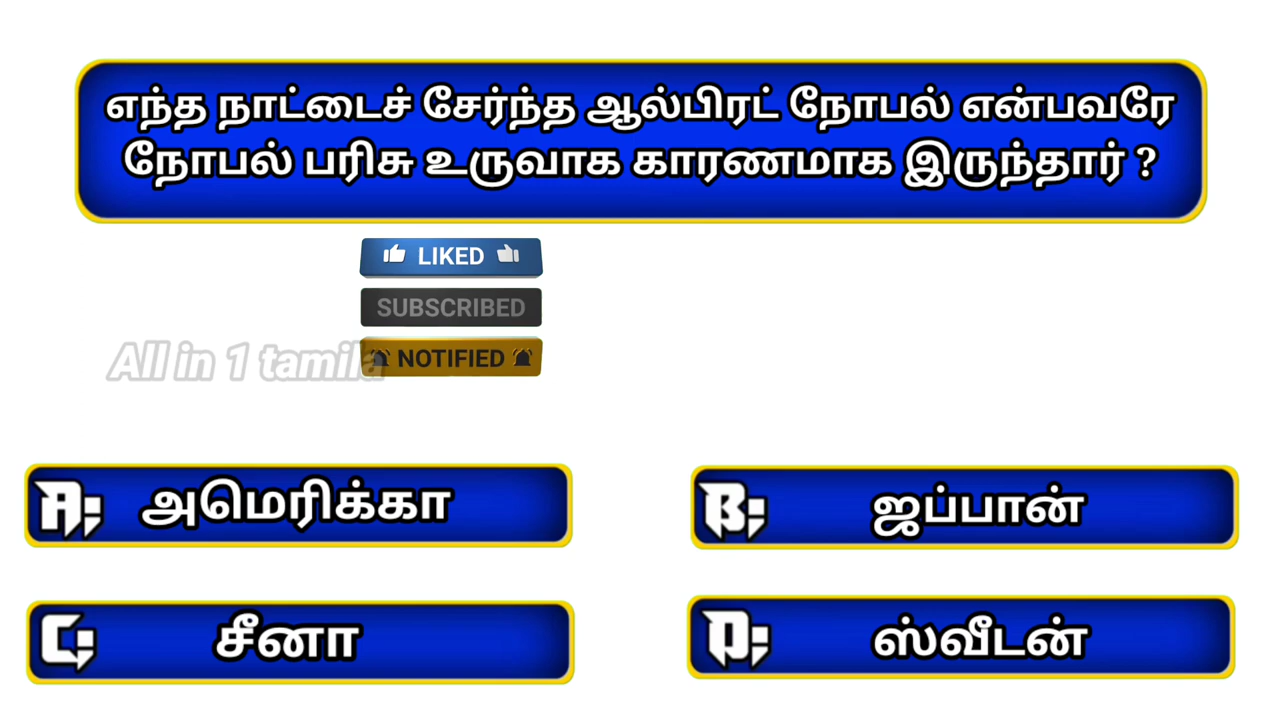 எந்த நாட்டைச் சேர்ந்த ஆல்பிரட் நோபல் என்பவரே
நோபல் பரிசு உருவாக காரணமாக இருந்தார் ?
LIKED
SUBSCRIBED
NOTIFIED
All in 1 tamila
A; அமெரிக்கா
B; ஜப்பான்
C; சீனா
D; ஸ்வீடன்